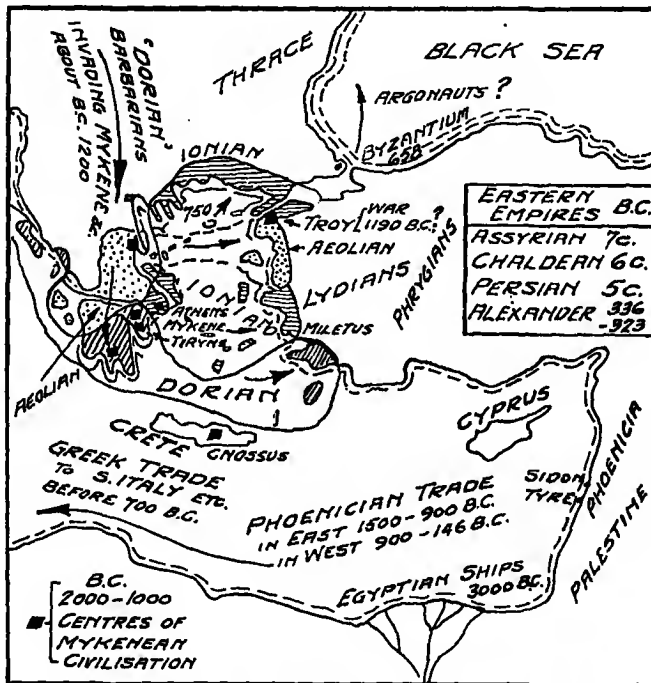 BLACK SEA
THRACE
"DORIAN"
BARBARIANS
INVADING MYKENE &c.
ABOUT B.C. 1200
ARGONAUTS ?
BYZANTIUM
658
IONIAN
750
TROY [WAR
1190 B.C.] ?
AEOLIAN
LYDIANS
PHRYGIANS
EASTERN B.C.
EMPIRES
ASSYRIAN 7C.
CHALDEAN 6C.
PERSIAN 5C.
ALEXANDER 336
-323
IONIAN
ATHENS
MYKENE
TIRYNS
MILETUS
AEOLIAN
DORIAN
CRETE
GNOSSUS
CYPRUS
SIDON
TYRE
PHOENICIA
PALESTINE
GREEK TRADE
TO S. ITALY ETC.
BEFORE 700 B.C.
PHOENICIAN TRADE
IN EAST 1500-900 B.C.
IN WEST 900-146 B.C.
EGYPTIAN SHIPS
3000 B.C.
B.C.
2000-1000
CENTRES OF
MYKENEAN
CIVILISATION